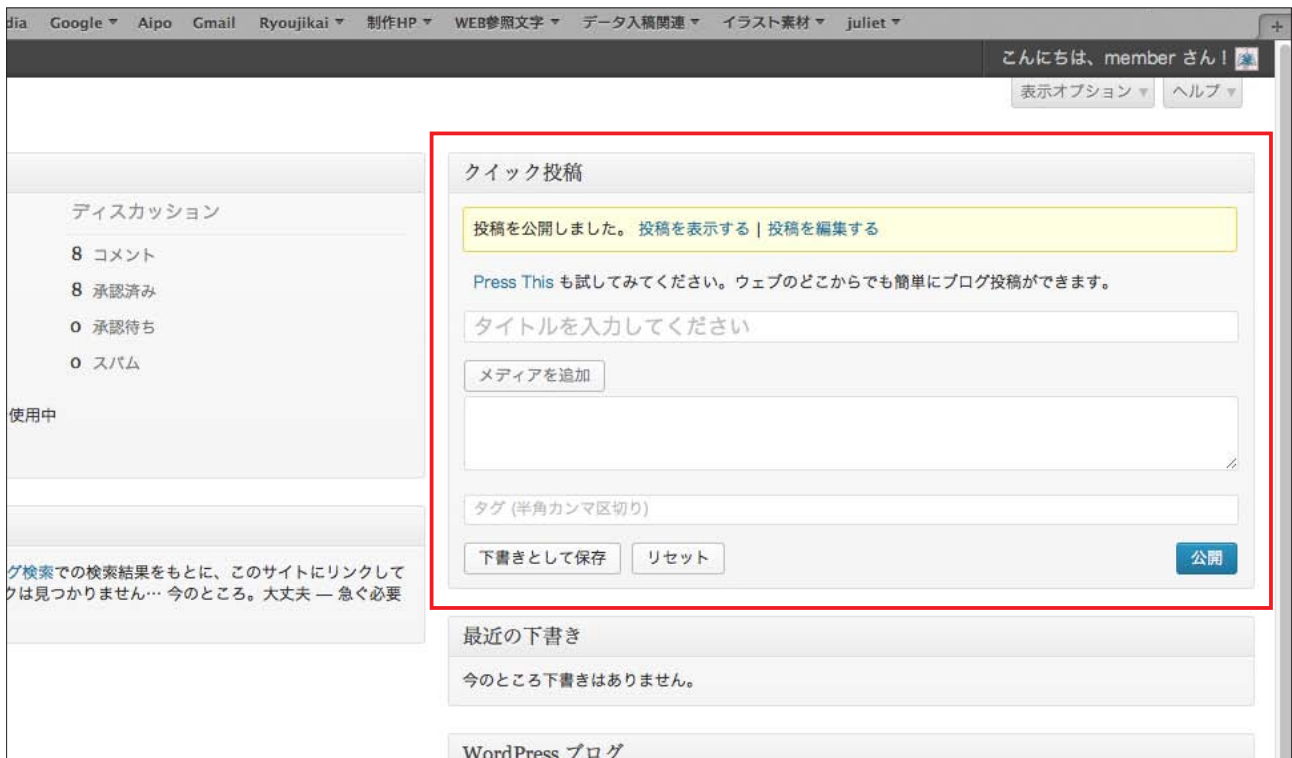 dia Google ▼ Aipo Gmail Ryoujikai ▼ 制作HP ▼ WEB参照文字 ▼ データ入稿関連 ▼ イラスト素材 ▼ juliet ▼
+
こんにちは、member さん！
表示オプション ▼ ヘルプ ▼
ディスカッション
8 コメント
8 承認済み
0 承認待ち
0 スパム
使用中
グ検索での検索結果をもとに、このサイトにリンクして
クは見つかりません… 今のところ。大丈夫 — 急ぐ必要
クイック投稿
投稿を公開しました。 投稿を表示する | 投稿を編集する
Press This も試してみてください。ウェブのどこからでも簡単にブログ投稿ができます。
タイトルを入力してください
メディアを追加
タグ (半角カンマ区切り)
下書きとして保存 リセット 公開
最近の下書き
今のところ下書きはありません。
WordPress ブログ